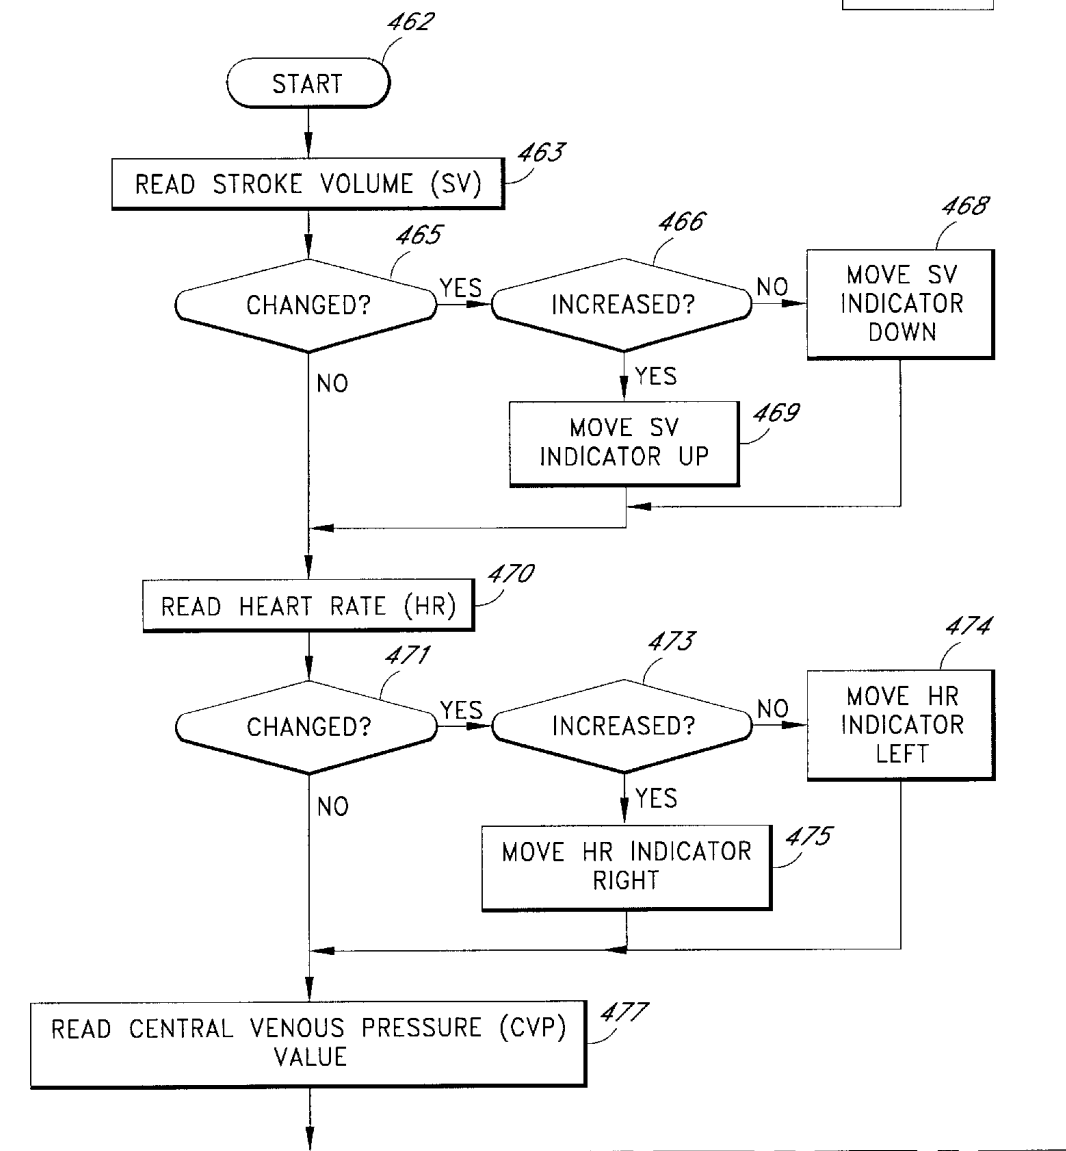 462
START
463
READ STROKE VOLUME (SV)
465
CHANGED?
YES
466
INCREASED?
NO
468
MOVE SV
INDICATOR
DOWN
NO
YES
469
MOVE SV
INDICATOR UP
470
READ HEART RATE (HR)
471
CHANGED?
YES
473
INCREASED?
NO
474
MOVE HR
INDICATOR
LEFT
NO
YES
475
MOVE HR INDICATOR
RIGHT
477
READ CENTRAL VENOUS PRESSURE (CVP)
VALUE